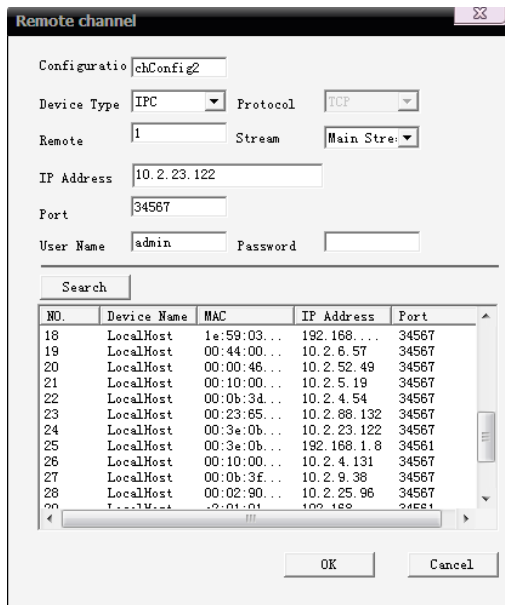 Remote channel
Configuratio chConfig2
Device Type IPC Protocol TCP
Remote 1 Stream Main Stre
IP Address 10.2.23.122
Port 34567
User Name admin Password
Search
NO. Device Name MAC IP Address Port
18 LocalHost 1e:59:03... 192.168.... 34567
19 LocalHost 00:44:00... 10.2.6.57 34567
20 LocalHost 00:00:46... 10.2.52.49 34567
21 LocalHost 00:10:00... 10.2.5.19 34567
22 LocalHost 00:0b:3d... 10.2.4.54 34567
23 LocalHost 00:23:65... 10.2.88.132 34567
24 LocalHost 00:3e:0b... 10.2.23.122 34567
25 LocalHost 00:3e:0b... 192.168.1.8 34561
26 LocalHost 00:10:00... 10.2.4.131 34567
27 LocalHost 00:0b:3f... 10.2.9.38 34567
28 LocalHost 00:02:90... 10.2.25.96 34567
OK Cancel